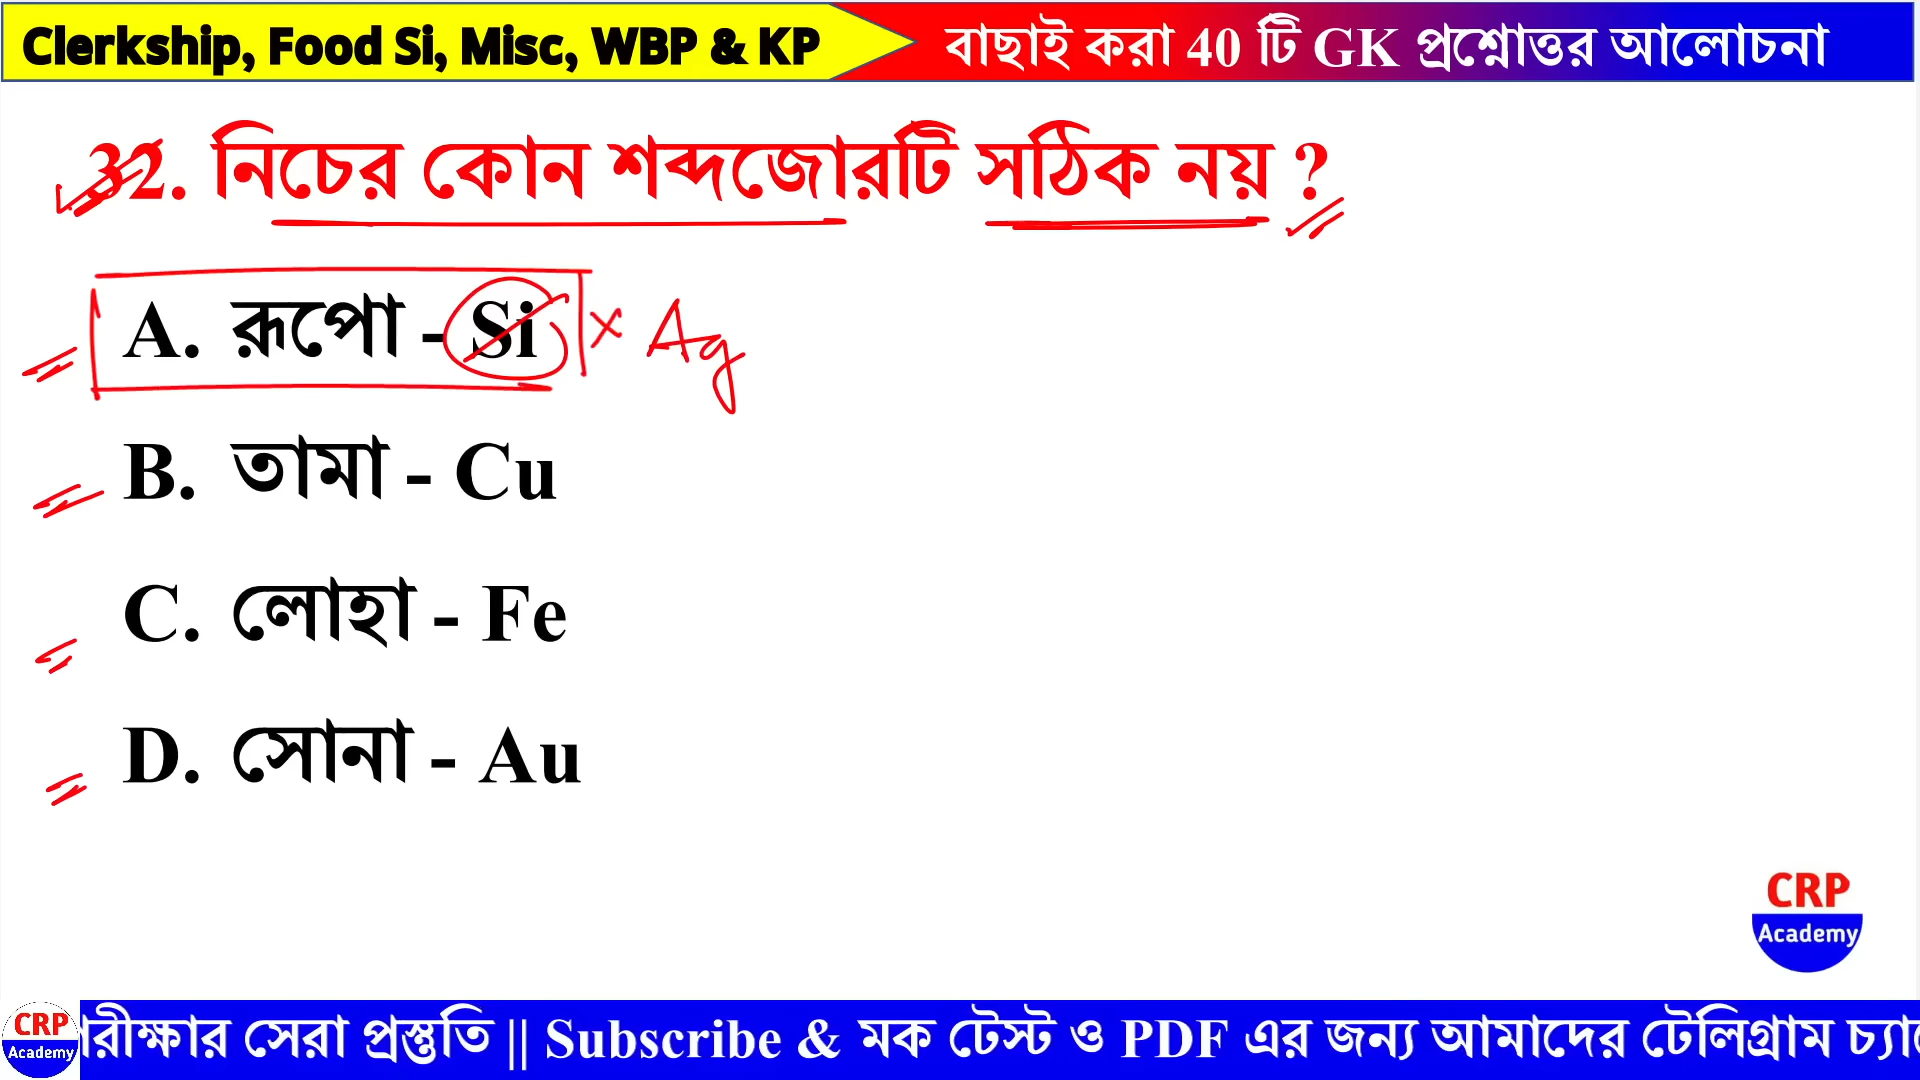 Clerkship, Food Si, Misc, WBP & KP
বাছাই করা 40 টি GK প্রশ্নোত্তর আলোচনা
32. নিচের কোন শব্দজোরটি সঠিক নয় ?
A. রূপো - Si × Ag
B. তামা - Cu
C. লোহা - Fe
D. সোনা - Au
CRP
Academy
CRP
Academy
সেরা প্রস্তুতি || Subscribe & মক টেস্ট ও PDF এর জন্য আমাদের টেলিগ্রাম